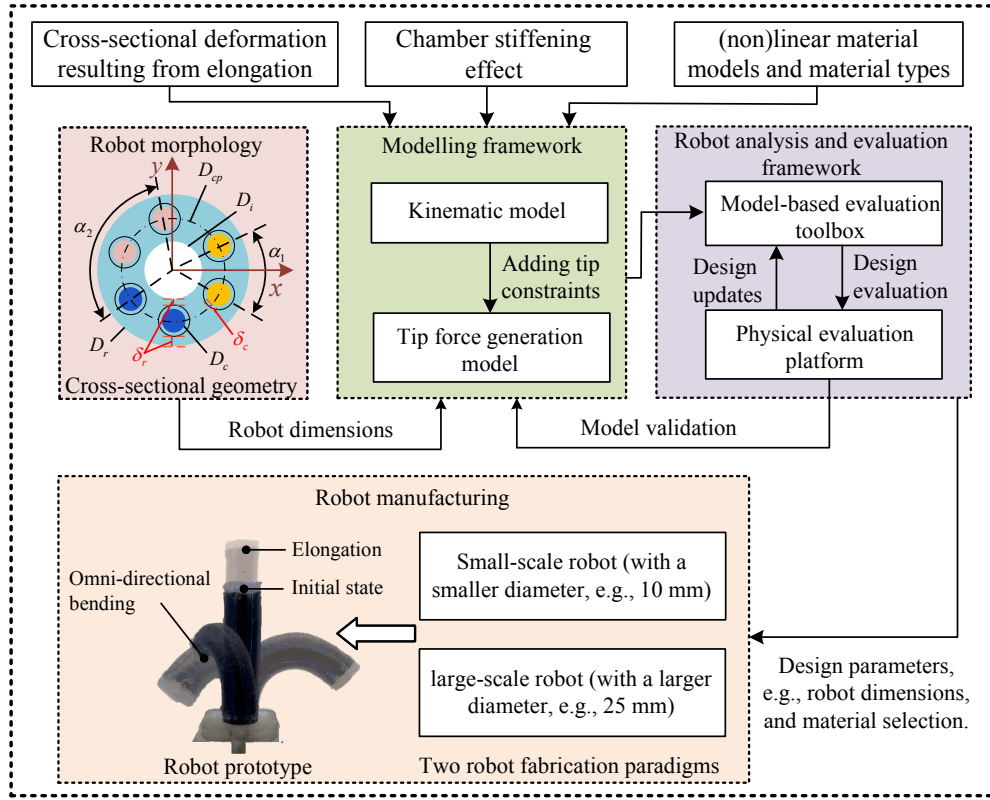 Cross-sectional deformation
resulting from elongation
Chamber stiffening
effect
(non)linear material
models and material types
Robot morphology
y
D_cp
D_i
α_2
α_1
x
D_r
δ_r
D_c
δ_c
Cross-sectional geometry
Modelling framework
Kinematic model
Adding tip
constraints
Tip force generation
model
Robot analysis and evaluation
framework
Model-based evaluation
toolbox
Design
updates
Design
evaluation
Physical evaluation
platform
Robot dimensions
Model validation
Robot manufacturing
Elongation
Initial state
Omni-directional
bending
Robot prototype
Small-scale robot (with a
smaller diameter, e.g., 10 mm)
large-scale robot (with a larger
diameter, e.g., 25 mm)
Two robot fabrication paradigms
Design parameters,
e.g., robot dimensions,
and material selection.